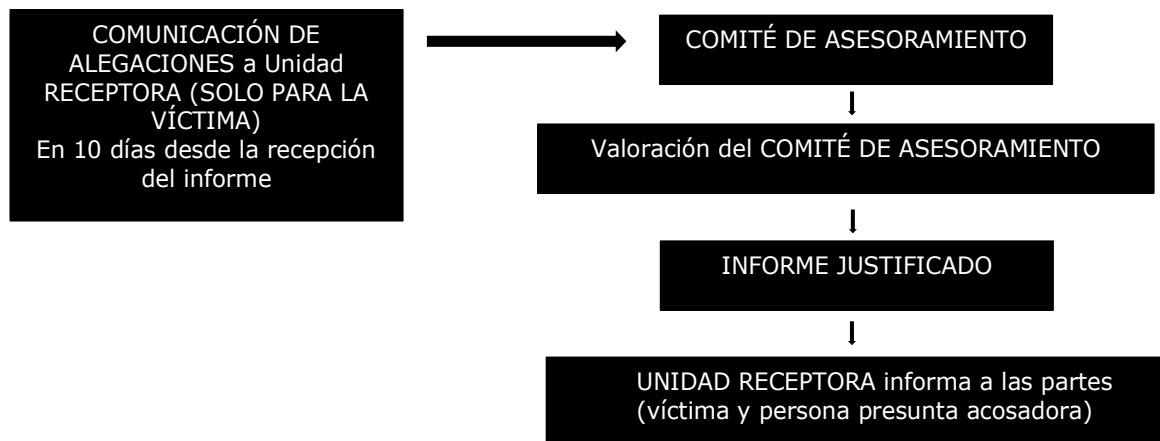 COMUNICACIÓN DE
ALEGACIONES a Unidad
RECEPTORA (SOLO PARA LA
VÍCTIMA)
En 10 días desde la recepción
del informe
COMITÉ DE ASESORAMIENTO
Valoración del COMITÉ DE ASESORAMIENTO
INFORME JUSTIFICADO
UNIDAD RECEPTORA informa a las partes
(víctima y persona presunta acosadora)